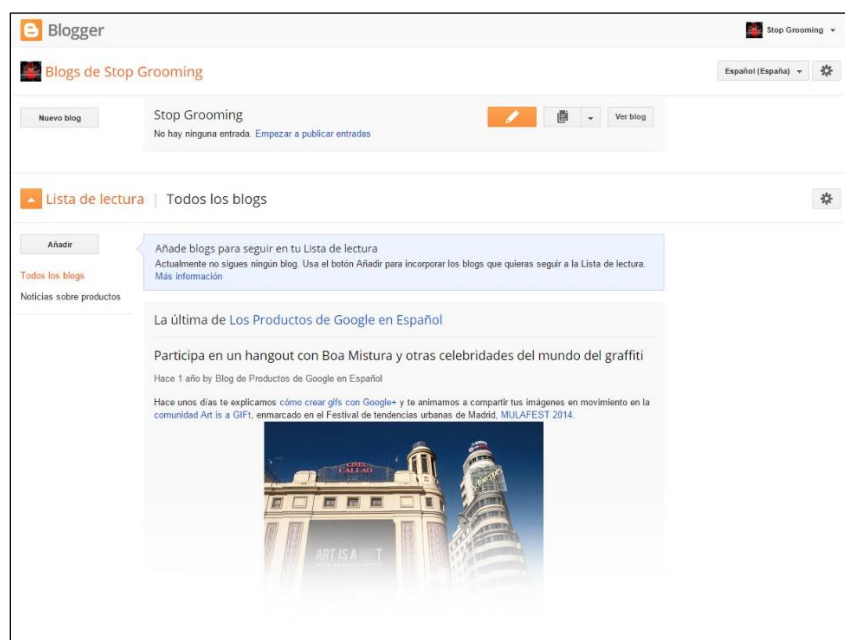 Blogger
Stop Grooming
Blogs de Stop Grooming
Español (España)
Nuevo blog
Stop Grooming
No hay ninguna entrada. Empezar a publicar entradas
Ver blog
Lista de lectura | Todos los blogs
Añadir
Todos los blogs
Noticias sobre productos
Añade blogs para seguir en tu Lista de lectura
Actualmente no sigues ningún blog. Usa el botón Añadir para incorporar los blogs que quieras seguir a la Lista de lectura.
Más información
La última de Los Productos de Google en Español
Participa en un hangout con Boa Mistura y otras celebridades del mundo del graffiti
Hace 1 año by Blog de Productos de Google en Español
Hace unos días te explicamos cómo crear gifs con Google+ y te animamos a compartir tus imágenes en movimiento en la
comunidad Art is a GIFt, enmarcado en el Festival de tendencias urbanas de Madrid, MULAFEST 2014.
CALLAO
ART IS A